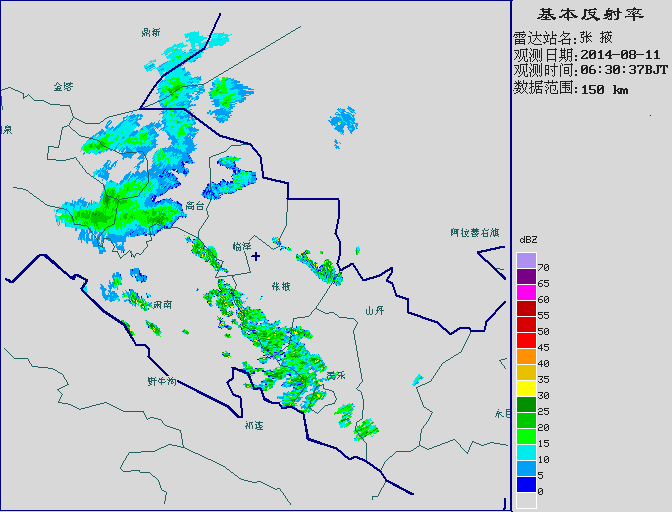 基本反射率
雷达站名:张 掖
观测日期:2014-08-11
观测时间:06:30:37BJT
数据范围:150 km
鼎新
金塔
泉
高台
临泽
阿拉善右旗
张掖
肃南
山丹
野牛沟
民乐
祁连
永昌
dBZ
70
65
60
55
50
45
40
35
30
25
20
15
10
5
0